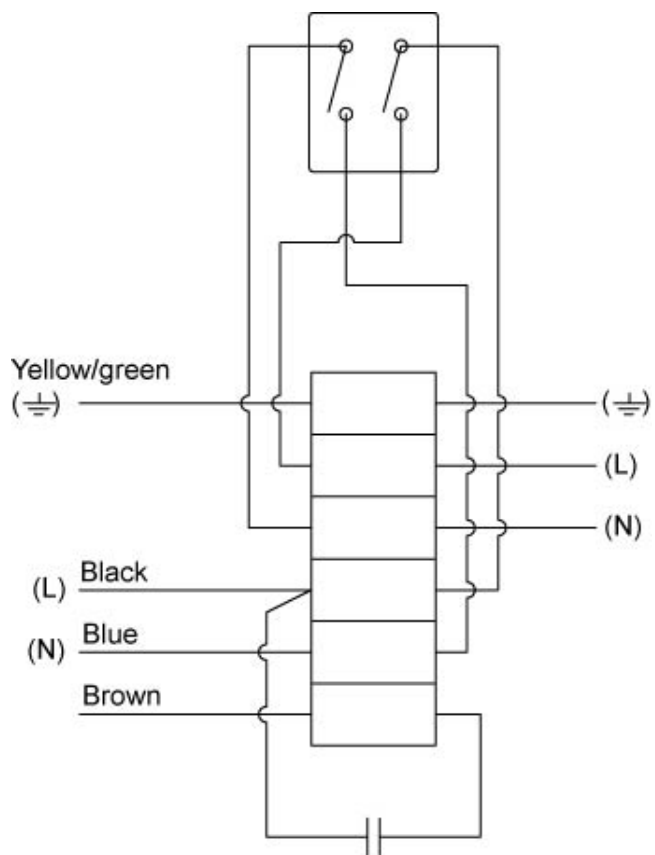 Yellow/green
(⏚) (⏚)
(L)
(N)
(L) Black
(N) Blue
Brown